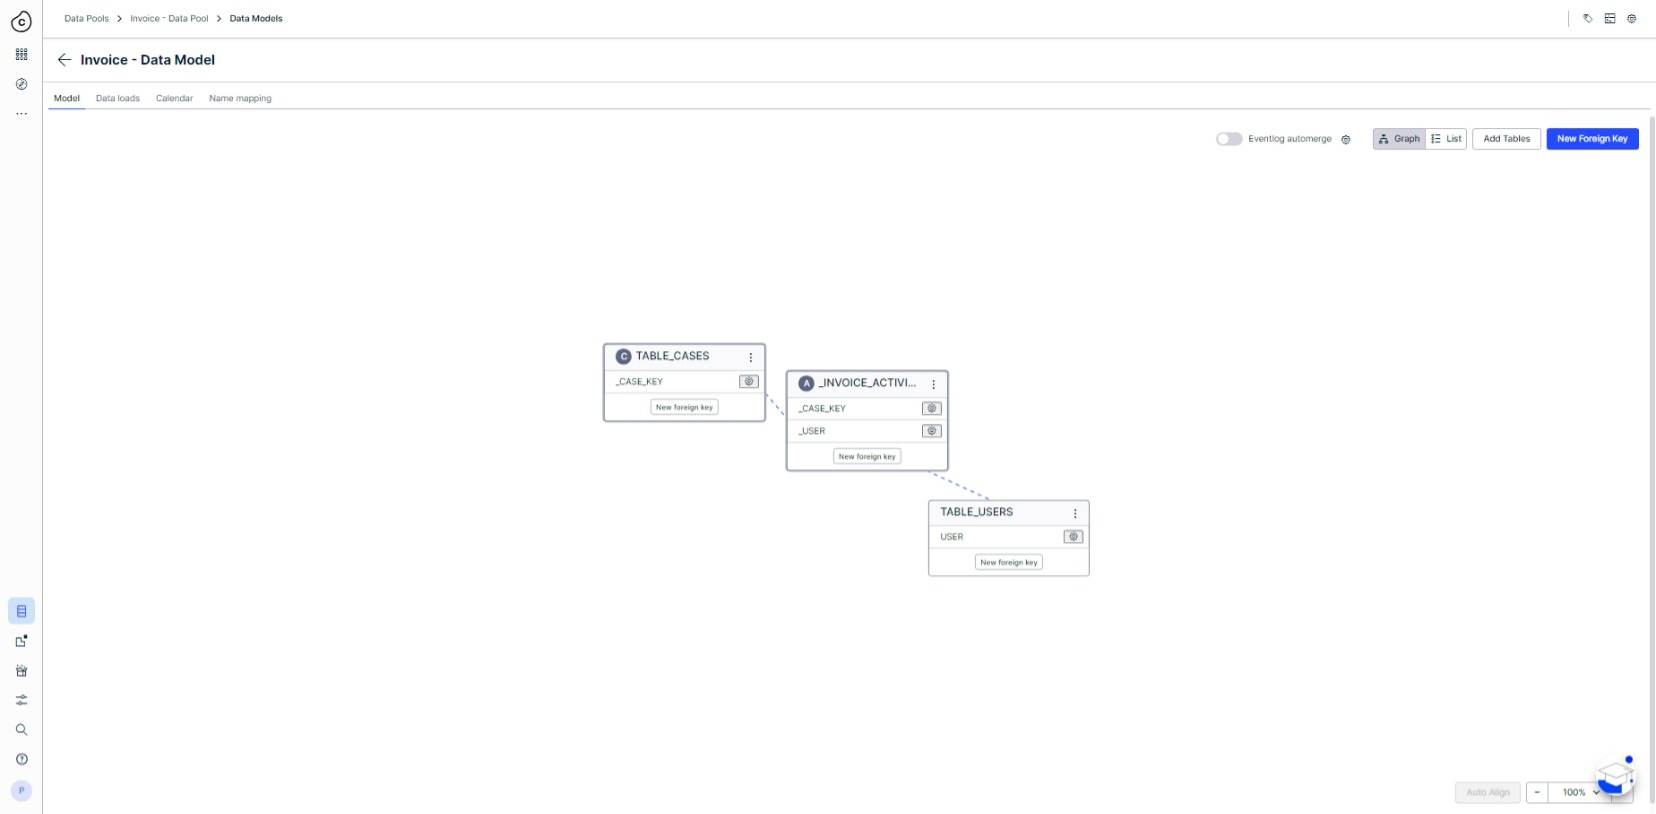 C
Data Pools > Invoice - Data Pool > Data Models
Invoice - Data Model
Model Data loads Calendar Name mapping
Eventlog automerge Graph List Add Tables New Foreign Key
C TABLE_CASES
_CASE_KEY
New foreign key
A _INVOICE_ACTIVI...
_CASE_KEY
_USER
New foreign key
TABLE_USERS
USER
New foreign key
P
Auto Align - 100%